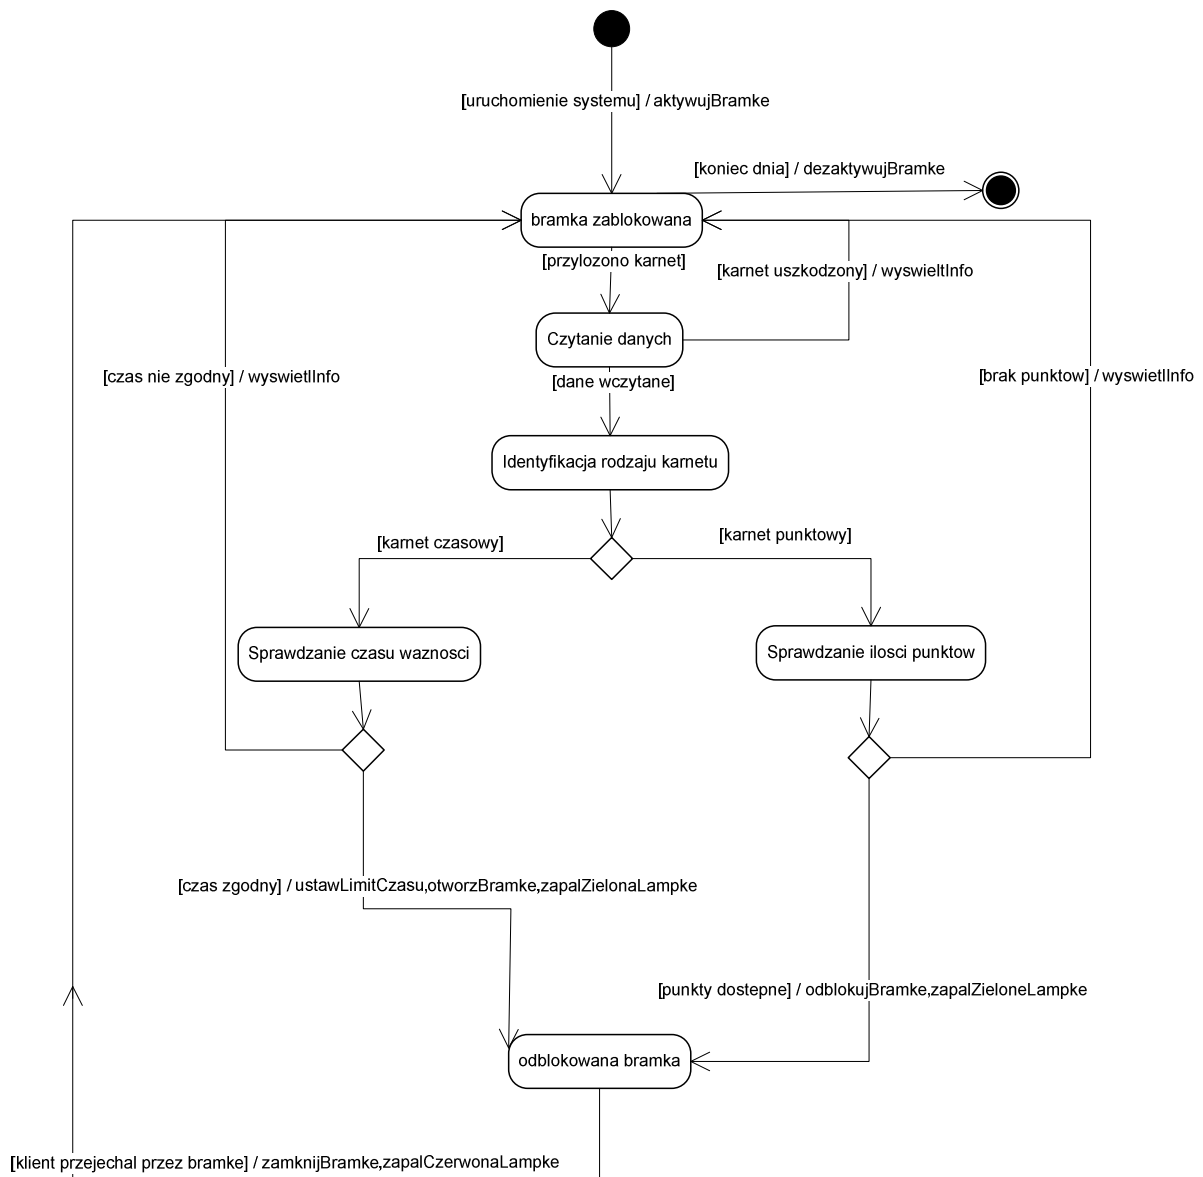 [uruchomienie systemu] / aktywujBramke
[koniec dnia] / dezaktywujBramke
bramka zablokowana
[przylozono karnet]
[karnet uszkodzony] / wyswieltInfo
Czytanie danych
[czas nie zgodny] / wyswietlInfo
[dane wczytane]
[brak punktow] / wyswietlInfo
Identyfikacja rodzaju karnetu
[karnet czasowy]
[karnet punktowy]
Sprawdzanie czasu waznosci
Sprawdzanie ilosci punktow
[czas zgodny] / ustawLimitCzasu,otworzBramke,zapalZielonaLampke
[punkty dostepne] / odblokujBramke,zapalZieloneLampke
odblokowana bramka
[klient przejechal przez bramke] / zamknijBramke,zapalCzerwonaLampke